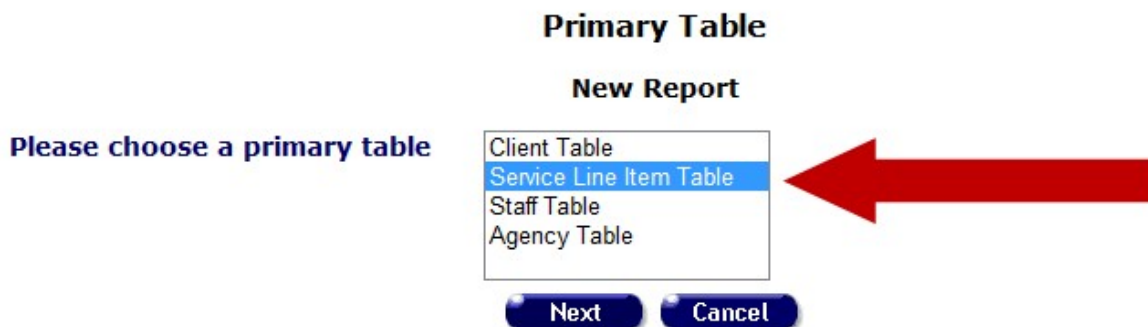 Primary Table
New Report
Please choose a primary table
Client Table
Service Line Item Table
Staff Table
Agency Table
Next
Cancel